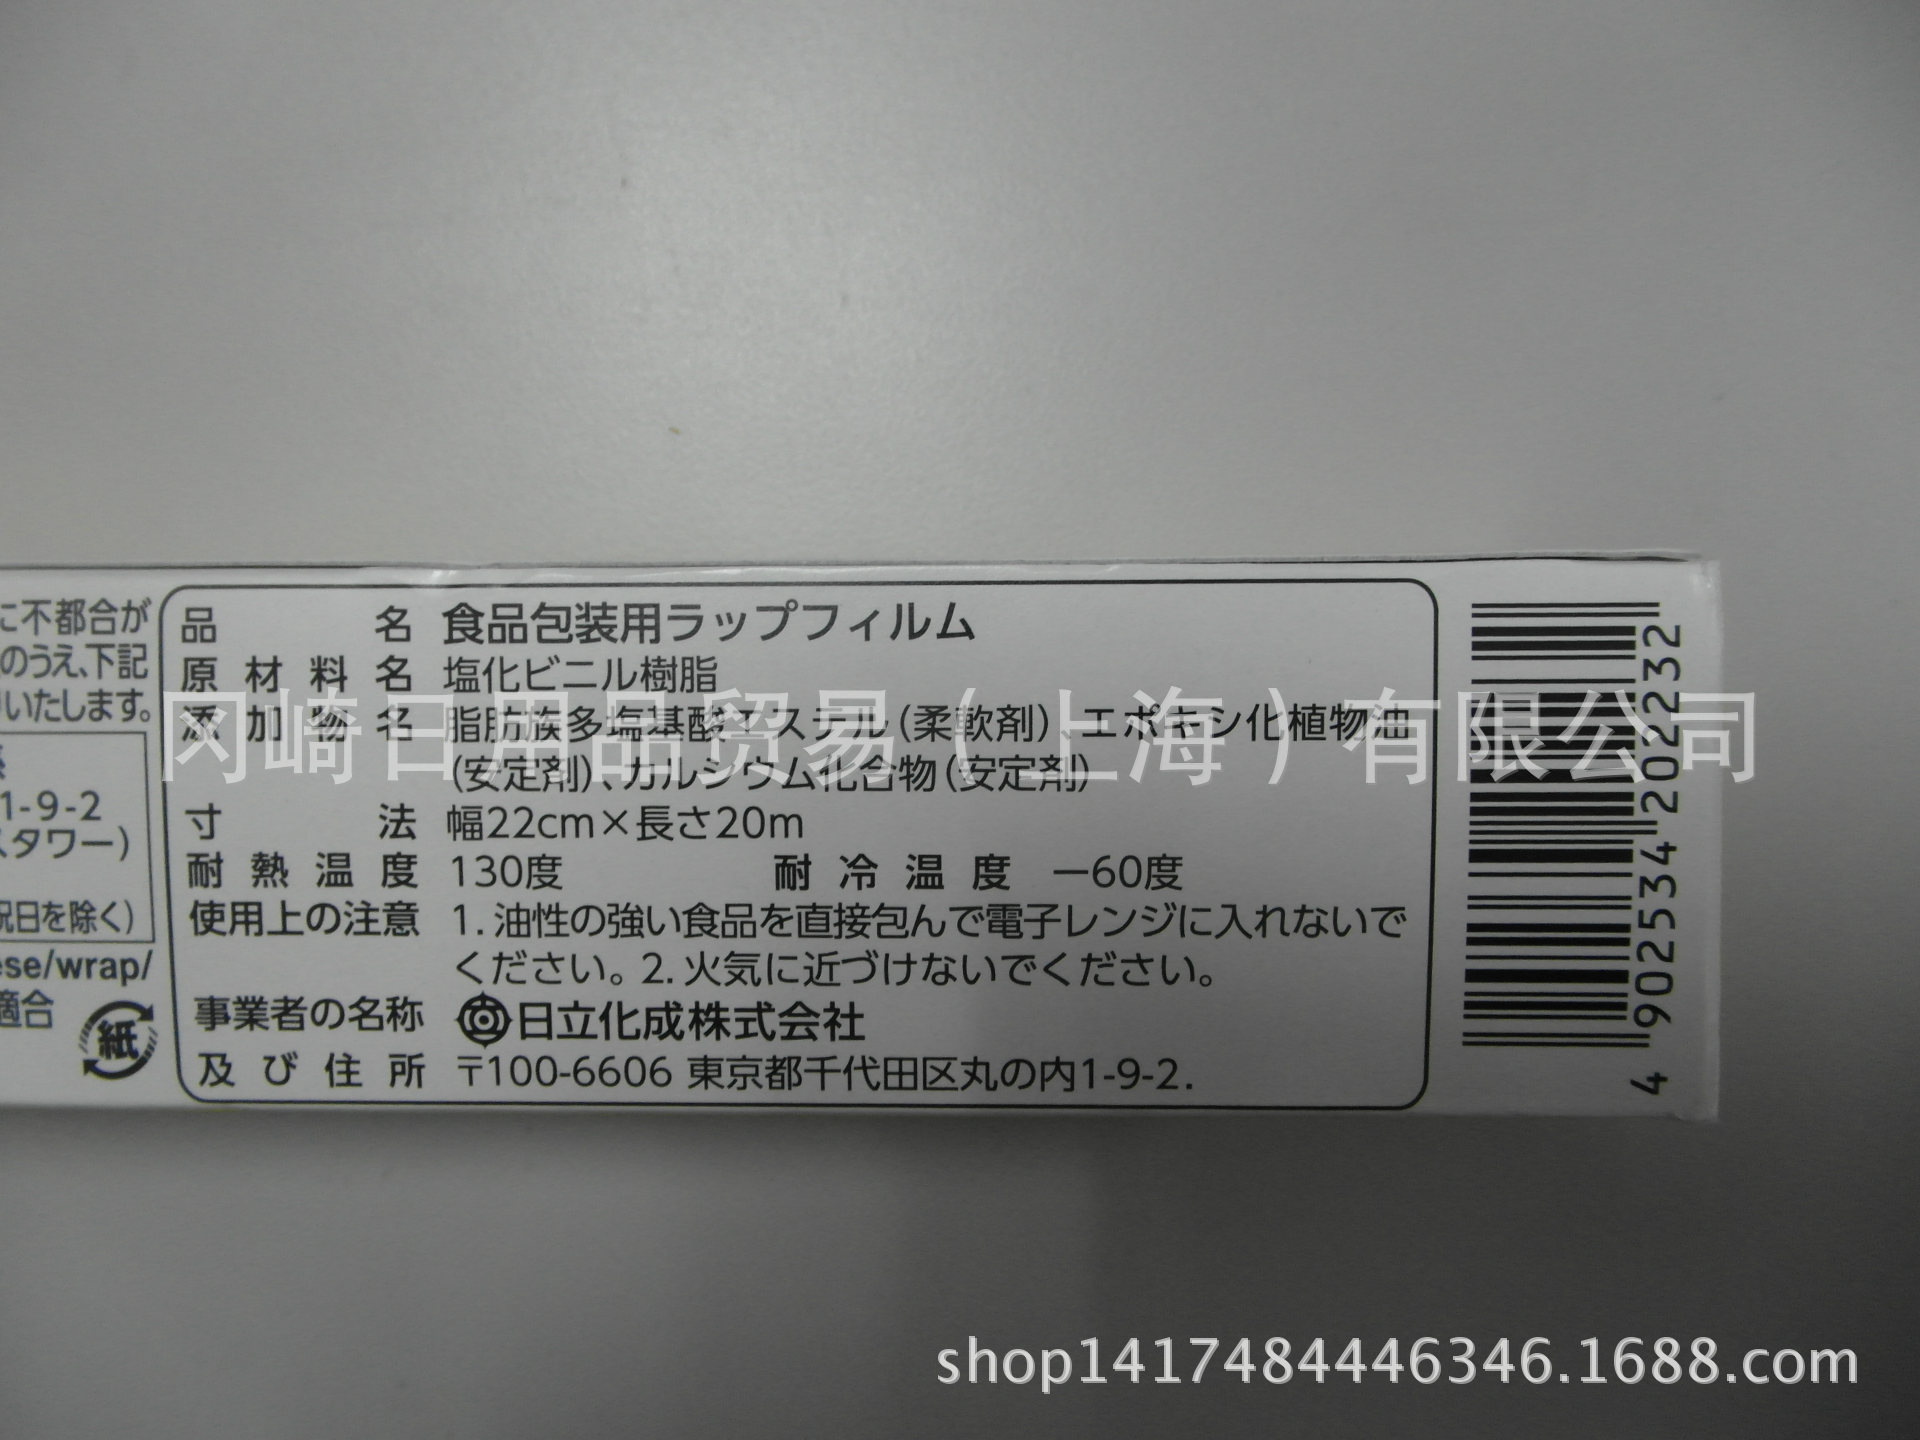 に不都合が
のうえ、下記
いたします。
1-9-2
スタワー)
祝日を除く)
ese/wrap/
適合
紙
品名 食品包装用ラップフィルム
原材料名 塩化ビニル樹脂
添加物名 脂肪族多塩基酸エステル(柔軟剤)、エポキシ化植物油
(安定剤)、カルシウム化合物(安定剤)
寸法 幅22cm×長さ20m
耐熱温度 130度 耐冷温度 −60度
使用上の注意 1.油性の強い食品を直接包んで電子レンジに入れないで
ください。2.火気に近づけないでください。
事業者の名称 日立化成株式会社
及び住所 〒100-6606 東京都千代田区丸の内1-9-2.
4902534202232
冈崎日用品贸易(上海)有限公司
shop1417484446346.1688.com